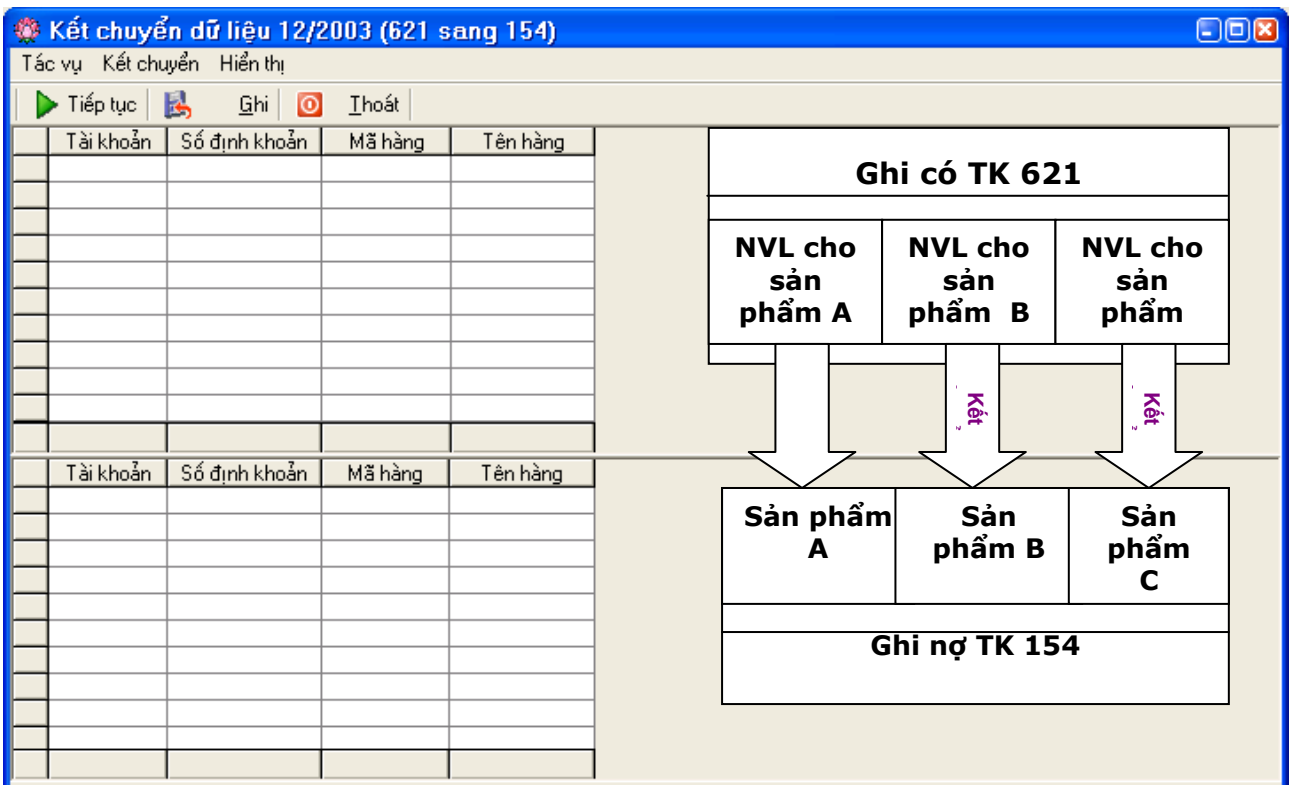 Kết chuyển dữ liệu 12/2003 (621 sang 154)
Tác vụ Kết chuyển Hiển thị
Tiếp tục Ghi Thoát
Tài khoản Số định khoản Mã hàng Tên hàng
Ghi có TK 621
NVL cho
sản
phẩm A
NVL cho
sản
phẩm B
NVL cho
sản
phẩm
Kết
Kết
Tài khoản Số định khoản Mã hàng Tên hàng
Sản phẩm
A
Sản
phẩm B
Sản
phẩm
C
Ghi nợ TK 154